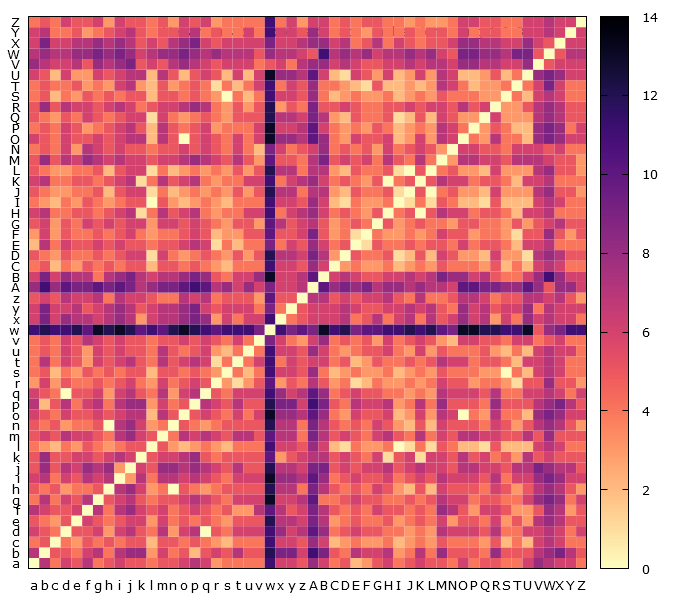 Z
Y
X
W
V
U
T
S
R
Q
P
O
N
M
L
K
J
I
H
G
F
E
D
C
B
A
z
y
x
w
v
u
t
s
r
q
p
o
n
m
l
k
j
i
h
g
f
e
d
c
b
a
a b c d e f g h i j k l m n o p q r s t u v w x y z A B C D E F G H I J K L M N O P Q R S T U V W X Y Z
14
12
10
8
6
4
2
0